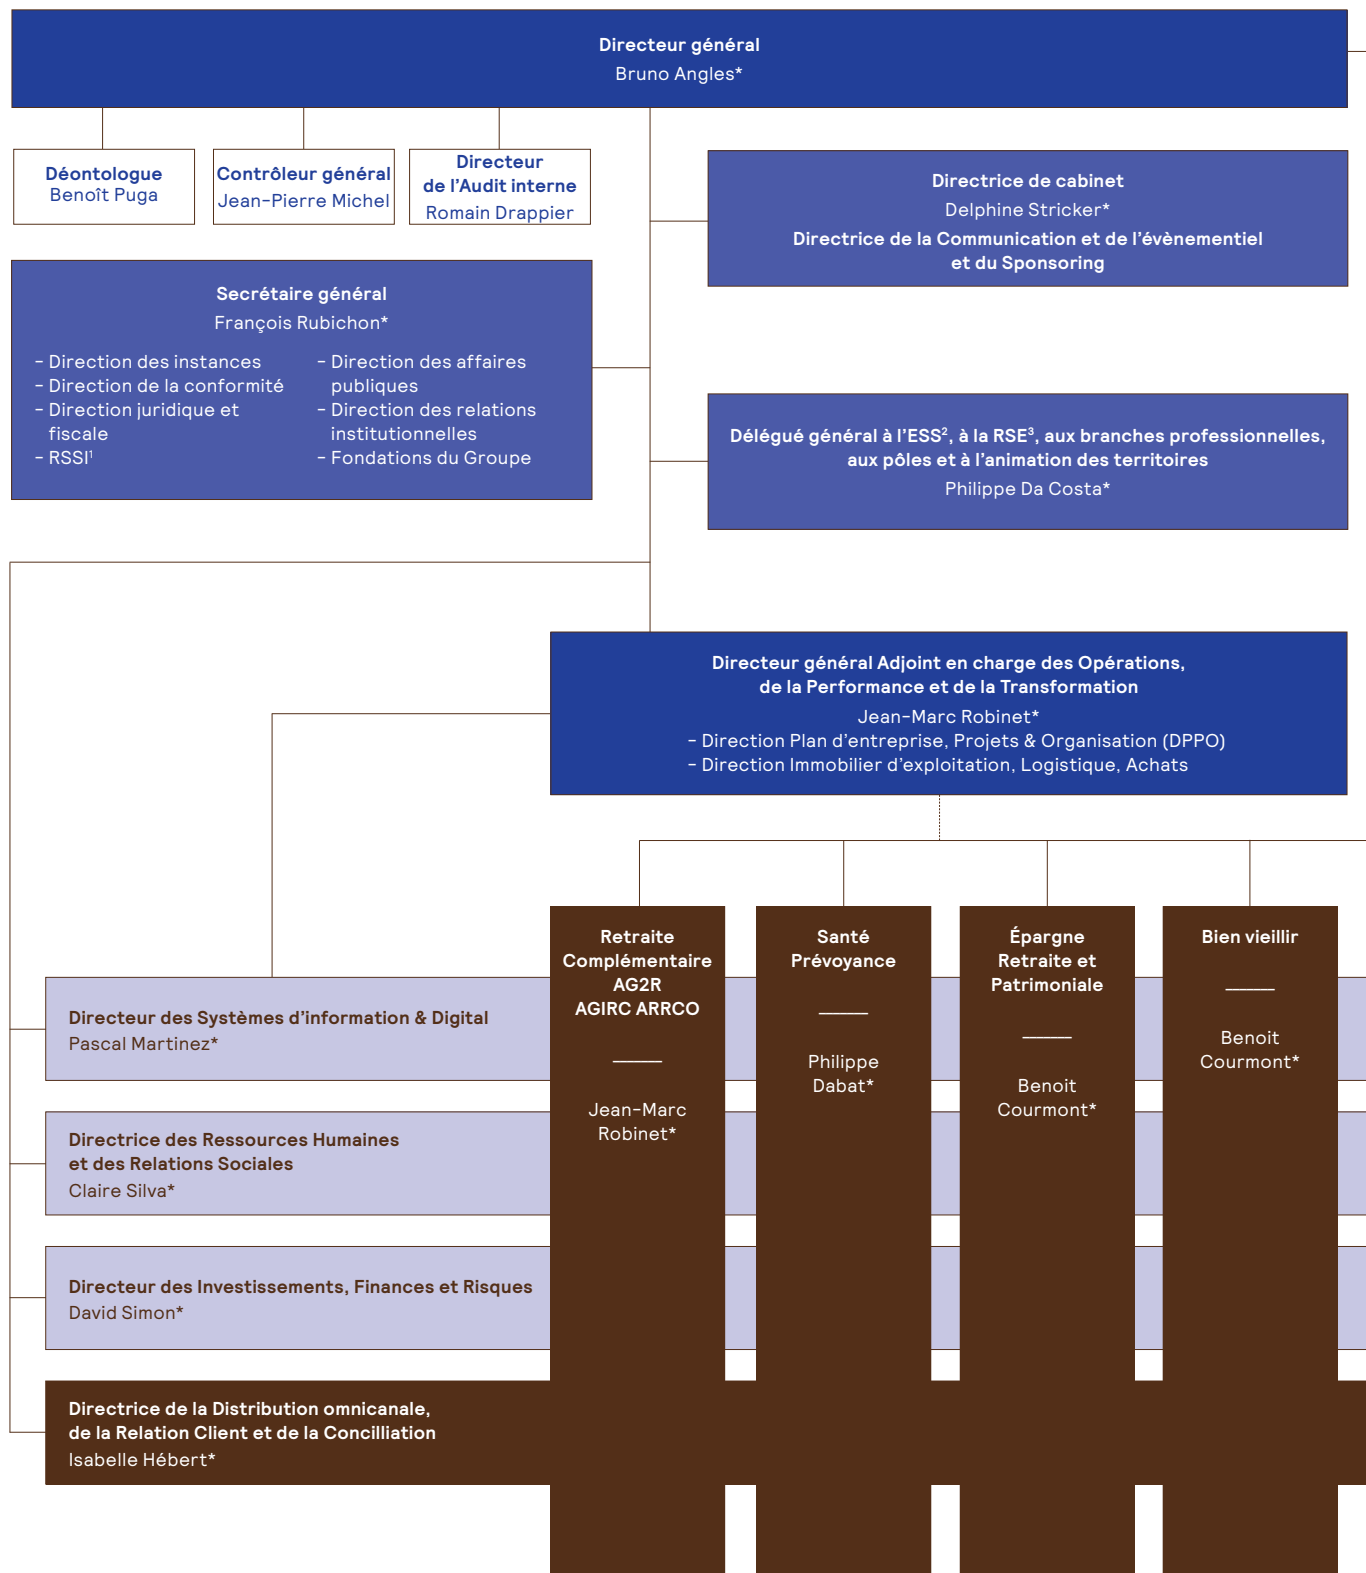 Directeur général
Bruno Angles*
Déontologue
Benoît Puga
Contrôleur général
Jean-Pierre Michel
Directeur
de l'Audit interne
Romain Drappier
Directrice de cabinet
Delphine Stricker*
Directrice de la Communication et de l'évènementiel
et du Sponsoring
Secrétaire général
François Rubichon*
- Direction des instances
- Direction de la conformité
- Direction juridique et
fiscale
- RSSI¹
- Direction des affaires
publiques
- Direction des relations
institutionnelles
- Fondations du Groupe
Délégué général à l'ESS², à la RSE³, aux branches professionnelles,
aux pôles et à l'animation des territoires
Philippe Da Costa*
Directeur général Adjoint en charge des Opérations,
de la Performance et de la Transformation
Jean-Marc Robinet*
- Direction Plan d'entreprise, Projets & Organisation (DPPO)
- Direction Immobilier d'exploitation, Logistique, Achats
Retraite
Complémentaire
AG2R
AGIRC ARRCO
Jean-Marc
Robinet*
Santé
Prévoyance
Philippe
Dabat*
Épargne
Retraite et
Patrimoniale
Benoit
Courmont*
Bien vieillir
Benoit
Courmont*
Directeur des Systèmes d'information & Digital
Pascal Martinez*
Directrice des Ressources Humaines
et des Relations Sociales
Claire Silva*
Directeur des Investissements, Finances et Risques
David Simon*
Directrice de la Distribution omnicanale,
de la Relation Client et de la Concilliation
Isabelle Hébert*